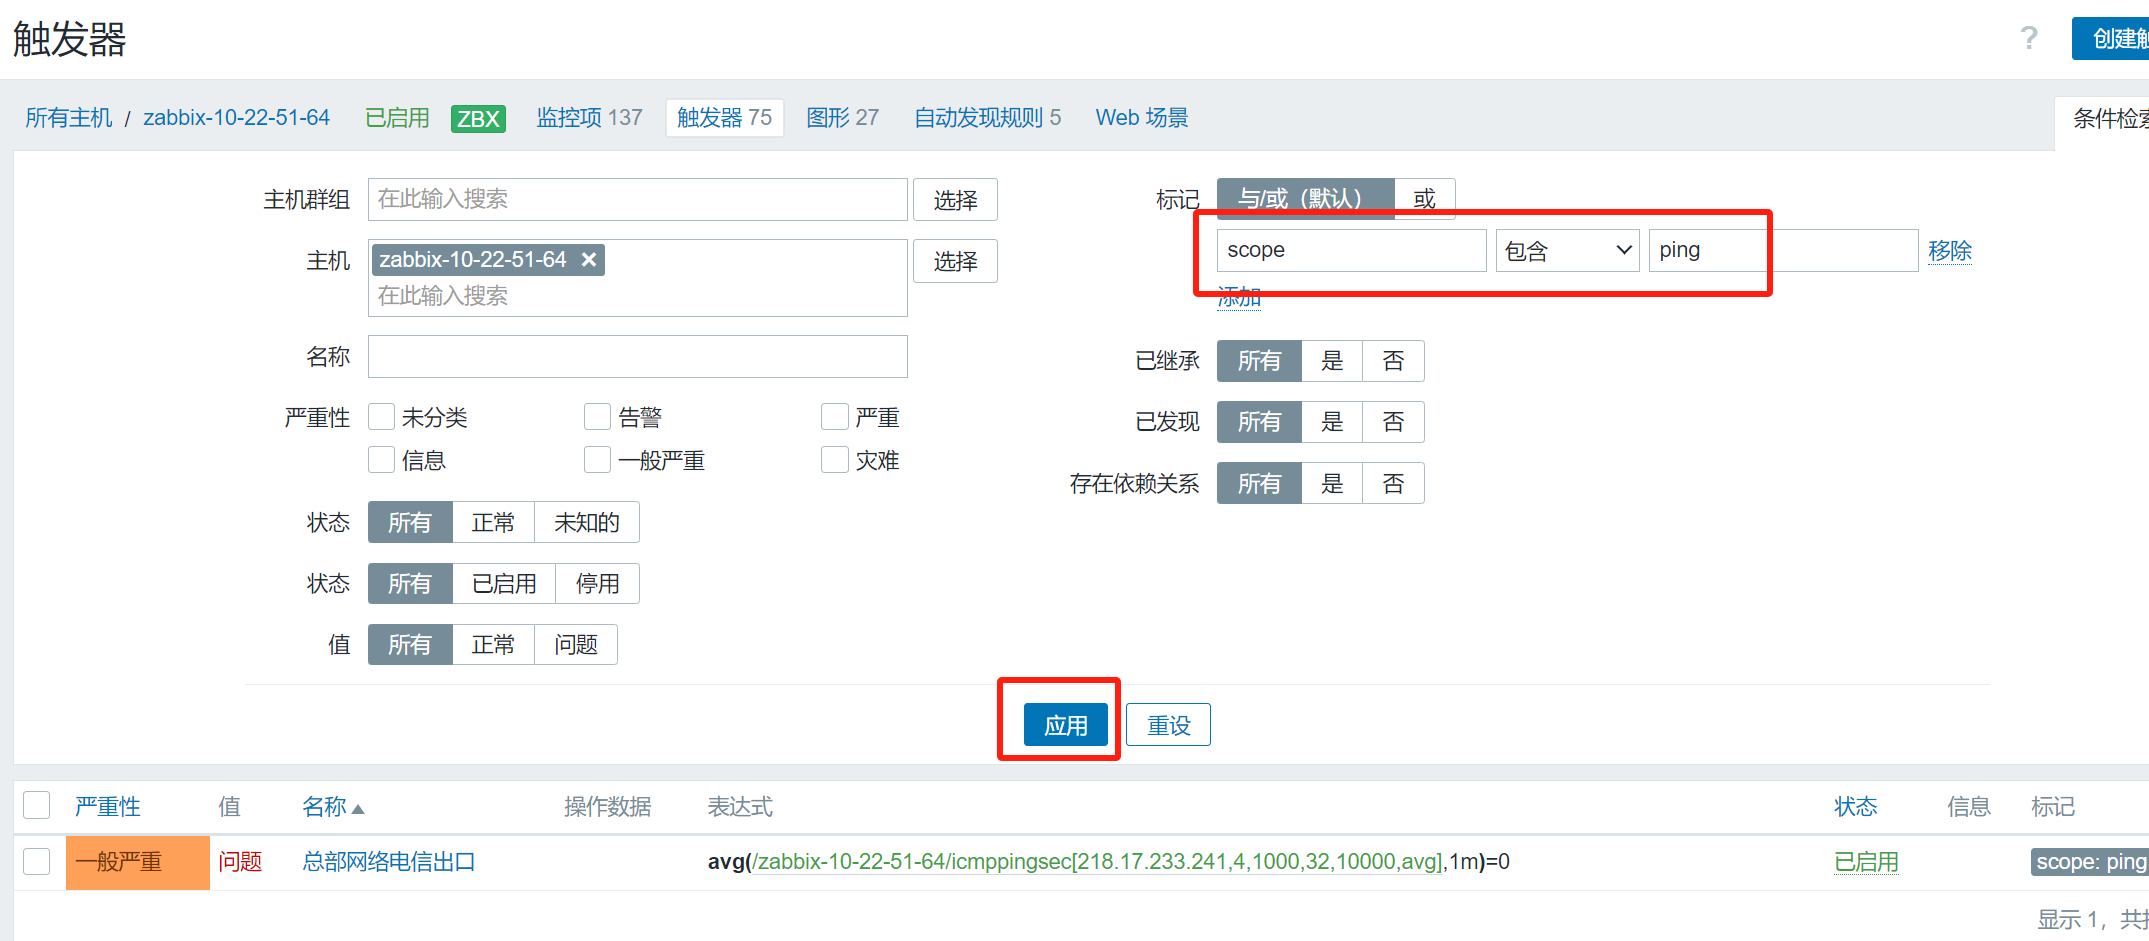 触发器
?
创建触
所有主机 / zabbix-10-22-51-64 已启用 ZBX 监控项 137 触发器 75 图形 27 自动发现规则 5 Web 场景
条件检索
主机群组 在此输入搜索 选择
标记 与/或（默认） 或
scope 包含 ping 移除
添加
主机 zabbix-10-22-51-64 × 选择
在此输入搜索
名称
已继承 所有 是 否
严重性 未分类 告警 严重
信息 一般严重 灾难
已发现 所有 是 否
存在依赖关系 所有 是 否
状态 所有 正常 未知的
状态 所有 已启用 停用
值 所有 正常 问题
应用 重设
严重性 值 名称 操作数据 表达式 状态 信息 标记
一般严重 问题 总部网络电信出口 avg(/zabbix-10-22-51-64/icmppingsec[218.17.233.241,4,1000,32,10000,avg],1m)=0 已启用 scope: ping
显示 1，共